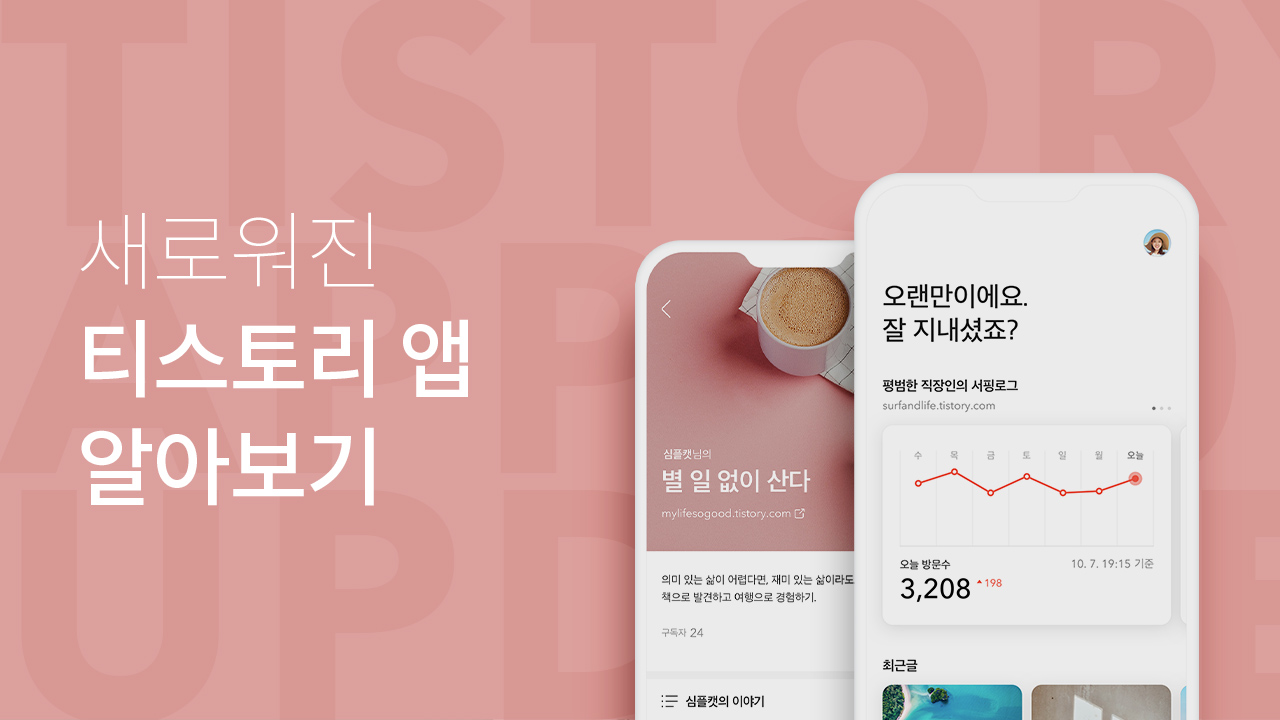 TISTORY
APP
UPD
새로워진
티스토리 앱
알아보기
심플캣님의
별 일 없이 산다
mylifesogood.tistory.com
의미 있는 삶이 어렵다면, 재미 있는 삶이라도
책으로 발견하고 여행으로 경험하기.
구독자 24
심플캣의 이야기
오랜만이에요.
잘 지내셨죠?
평범한 직장인의 서핑로그
surfandlife.tistory.com
수 목 금 토 일 월 오늘
오늘 방문수
10. 7. 19:15 기준
3,208 198
최근글